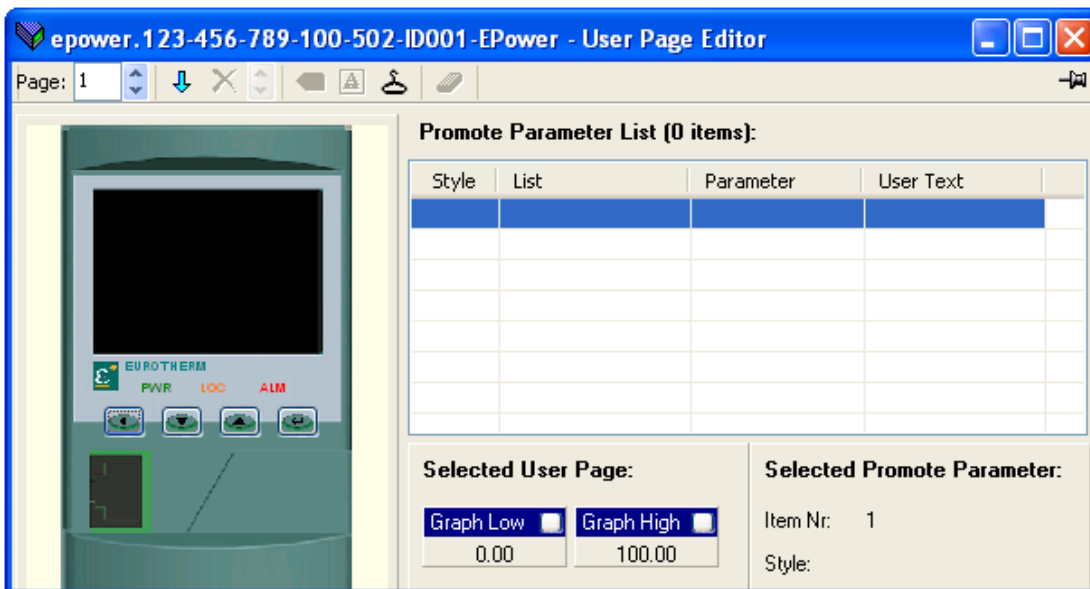 epower.123-456-789-100-502-ID001-EPower - User Page Editor
Page: 1
A
Promote Parameter List (0 items):
Style List Parameter User Text
EUROTHERM
PWR LOC ALM
Selected User Page:
Graph Low Graph High
0.00 100.00
Selected Promote Parameter:
Item Nr: 1
Style: